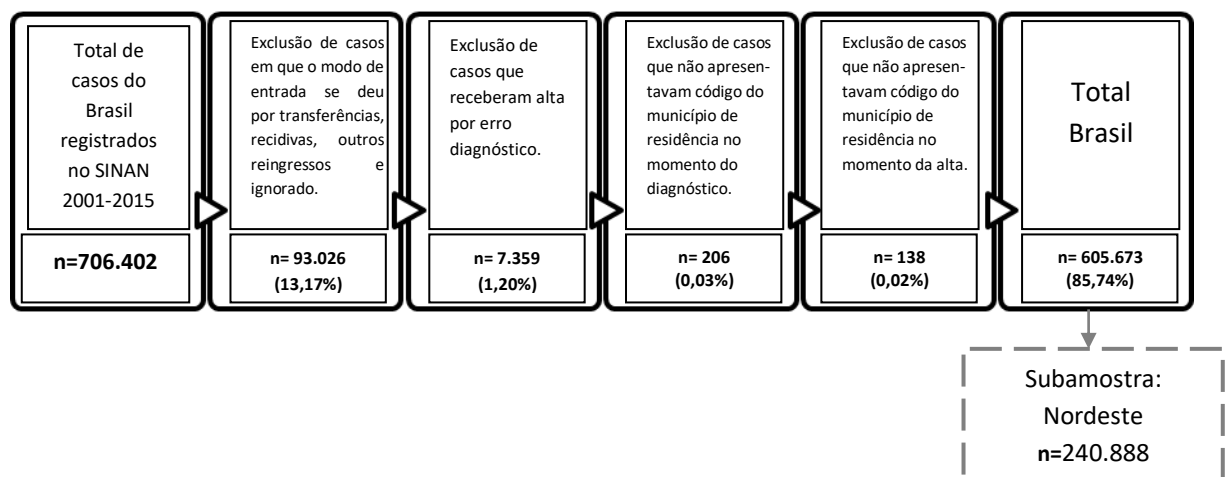 Total de
casos do
Brasil
registrados
no SINAN
2001-2015
n=706.402
Exclusão de casos
em que o modo de
entrada se deu
por transferências,
recidivas, outros
reingressos e
ignorado.
n= 93.026
(13,17%)
Exclusão de
casos que
receberam alta
por erro
diagnóstico.
n= 7.359
(1,20%)
Exclusão de casos
que não apresen-
tavam código do
município de
residência no
momento do
diagnóstico.
n= 206
(0,03%)
Exclusão de casos
que não apresen-
tavam código do
município de
residência no
momento da alta.
n= 138
(0,02%)
Total
Brasil
n= 605.673
(85,74%)
Subamostra:
Nordeste
n=240.888